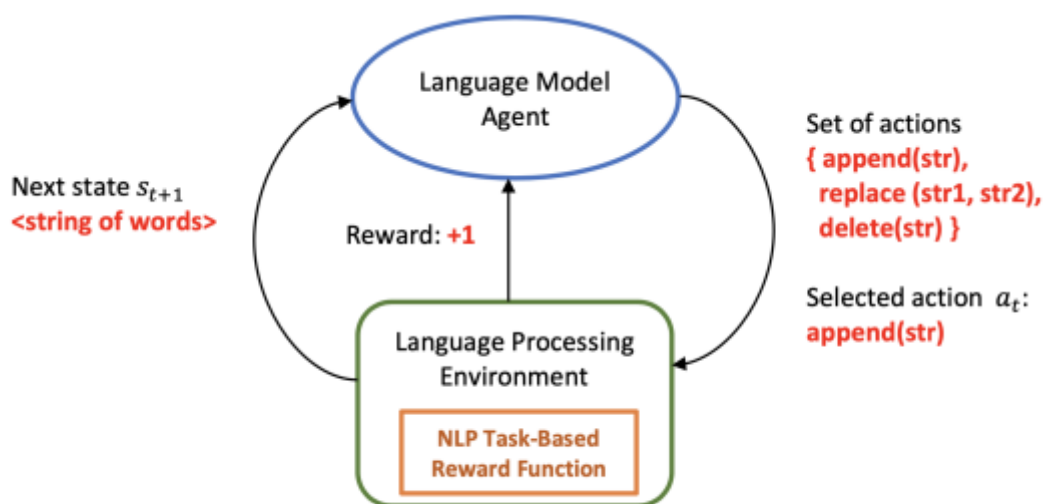 Language Model
Agent
Next state s_{t+1}
<string of words>
Reward: +1
Set of actions
{ append(str),
replace (str1, str2),
delete(str) }
Selected action a_t:
append(str)
Language Processing
Environment
NLP Task-Based
Reward Function